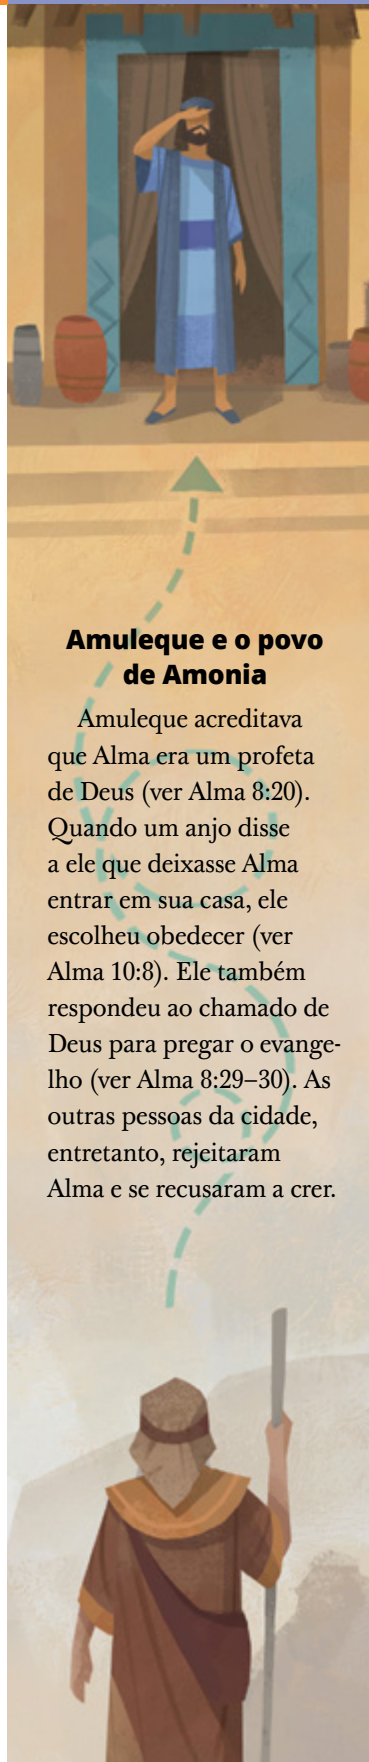 Amuleque e o povo
de Amonia
Amuleque acreditava
que Alma era um profeta
de Deus (ver Alma 8:20).
Quando um anjo disse
a ele que deixasse Alma
entrar em sua casa, ele
escolheu obedecer (ver
Alma 10:8). Ele também
respondeu ao chamado de
Deus para pregar o evange-
lho (ver Alma 8:29–30). As
outras pessoas da cidade,
entretanto, rejeitaram
Alma e se recusaram a crer.